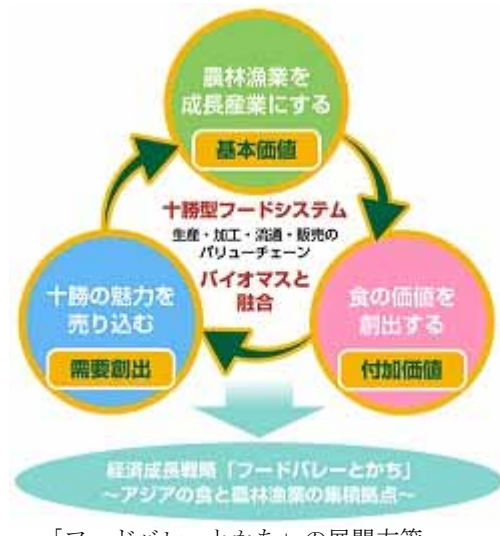 農林漁業を
成長産業にする
基本価値
十勝型フードシステム
生産・加工・流通・販売の
バリューチェーン
バイオマスと
融合
十勝の魅力を
売り込む
需要創出
食の価値を
創出する
付加価値
経済成長戦略「フードバレーとかち」
~アジアの食と農林漁業の集積拠点~
「フードバレーとかち」の展開方策